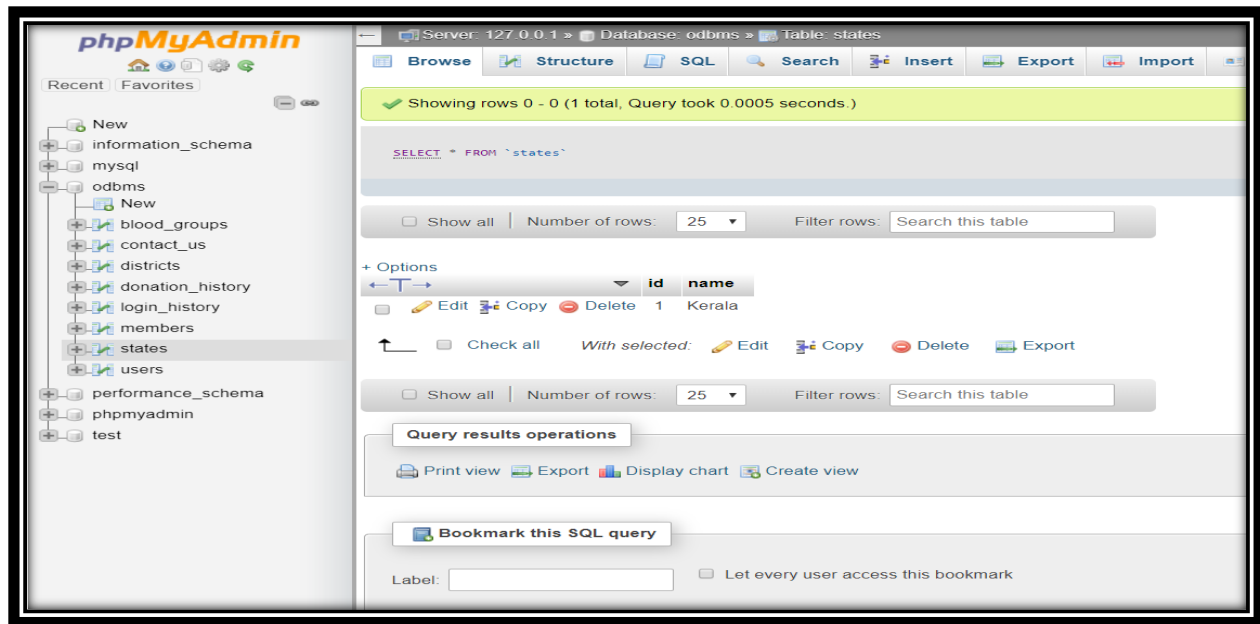 phpMyAdmin
Recent Favorites
New
information_schema
mysql
odbms
New
blood_groups
contact_us
districts
donation_history
login_history
members
states
users
performance_schema
phpmyadmin
test
Server: 127.0.0.1 » Database: odbms » Table: states
Browse Structure SQL Search Insert Export Import
Showing rows 0 - 0 (1 total, Query took 0.0005 seconds.)
SELECT * FROM `states`
Show all | Number of rows: 25 Filter rows: Search this table
+ Options
←T→ id name
Edit Copy Delete 1 Kerala
Check all With selected: Edit Copy Delete Export
Show all | Number of rows: 25 Filter rows: Search this table
Query results operations
Print view Export Display chart Create view
Bookmark this SQL query
Label: Let every user access this bookmark